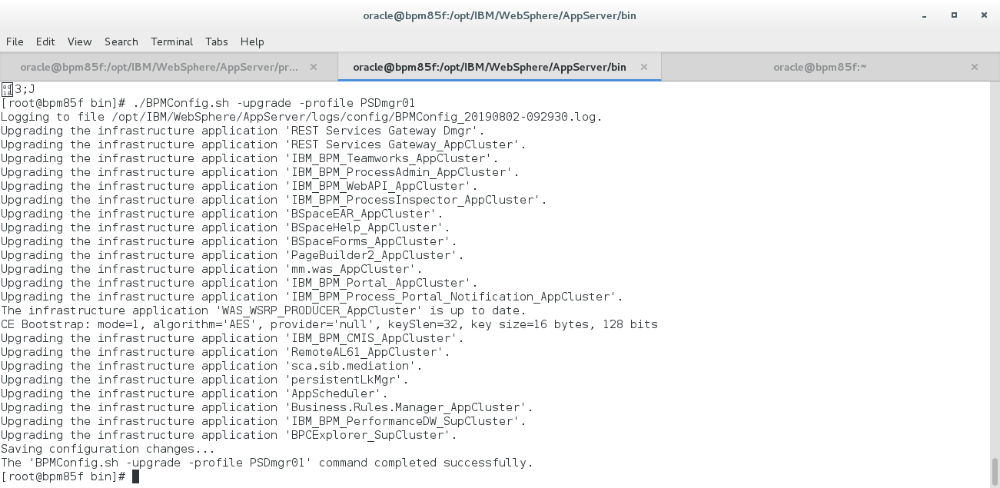 oracle@bpm85f:/opt/IBM/WebSphere/AppServer/bin
File Edit View Search Terminal Tabs Help
oracle@bpm85f:/opt/IBM/WebSphere/AppServer/pr... × oracle@bpm85f:/opt/IBM/WebSphere/AppServer/bin × oracle@bpm85f:~ ×
3;J
[root@bpm85f bin]# ./BPMConfig.sh -upgrade -profile PSDmgr01
Logging to file /opt/IBM/WebSphere/AppServer/logs/config/BPMConfig_20190802-092930.log.
Upgrading the infrastructure application 'REST Services Gateway Dmgr'.
Upgrading the infrastructure application 'REST Services Gateway_AppCluster'.
Upgrading the infrastructure application 'IBM_BPM_Teamworks_AppCluster'.
Upgrading the infrastructure application 'IBM_BPM_ProcessAdmin_AppCluster'.
Upgrading the infrastructure application 'IBM_BPM_WebAPI_AppCluster'.
Upgrading the infrastructure application 'IBM_BPM_ProcessInspector_AppCluster'.
Upgrading the infrastructure application 'BSpaceEAR_AppCluster'.
Upgrading the infrastructure application 'BSpaceHelp_AppCluster'.
Upgrading the infrastructure application 'BSpaceForms_AppCluster'.
Upgrading the infrastructure application 'PageBuilder2_AppCluster'.
Upgrading the infrastructure application 'mm.was_AppCluster'.
Upgrading the infrastructure application 'IBM_BPM_Portal_AppCluster'.
Upgrading the infrastructure application 'IBM_BPM_Process_Portal_Notification_AppCluster'.
The infrastructure application 'WAS_WSRP_PRODUCER_AppCluster' is up to date.
CE Bootstrap: mode=1, algorithm='AES', provider='null', keySlen=32, key size=16 bytes, 128 bits
Upgrading the infrastructure application 'IBM_BPM_CMIS_AppCluster'.
Upgrading the infrastructure application 'RemoteAL61_AppCluster'.
Upgrading the infrastructure application 'sca.sib.mediation'.
Upgrading the infrastructure application 'persistentLkMgr'.
Upgrading the infrastructure application 'AppScheduler'.
Upgrading the infrastructure application 'Business.Rules.Manager_AppCluster'.
Upgrading the infrastructure application 'IBM_BPM_PerformanceDW_SupCluster'.
Upgrading the infrastructure application 'BPCExplorer_SupCluster'.
Saving configuration changes...
The 'BPMConfig.sh -upgrade -profile PSDmgr01' command completed successfully.
[root@bpm85f bin]#